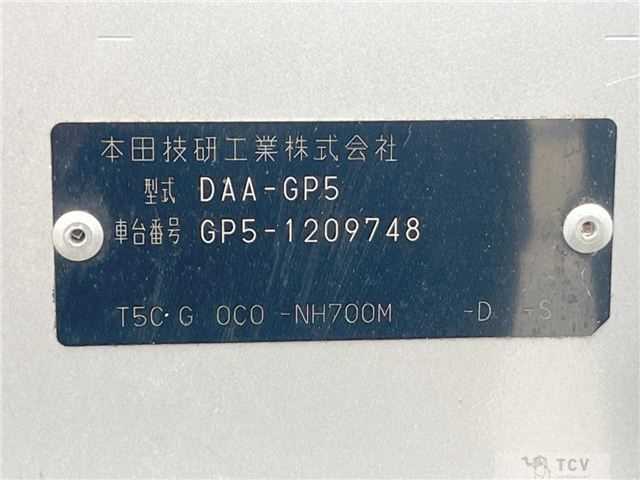 本田技研工業株式会社
型式 DAA-GP5
車台番号 GP5-1209748
T5C·G 0C0 -NH700M -D -S
TCV